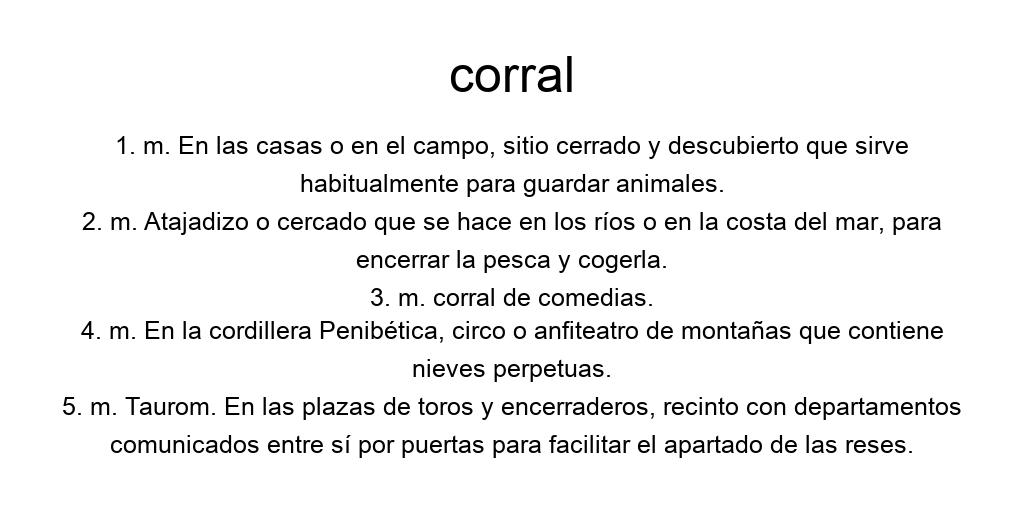 corral
1. m. En las casas o en el campo, sitio cerrado y descubierto que sirve
habitualmente para guardar animales.
2. m. Atajadizo o cercado que se hace en los ríos o en la costa del mar, para
encerrar la pesca y cogerla.
3. m. corral de comedias.
4. m. En la cordillera Penibética, circo o anfiteatro de montañas que contiene
nieves perpetuas.
5. m. Taurom. En las plazas de toros y encerraderos, recinto con departamentos
comunicados entre sí por puertas para facilitar el apartado de las reses.